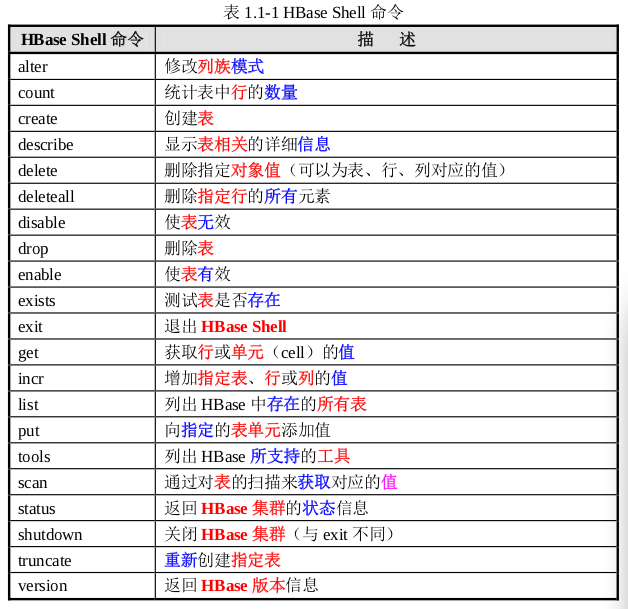 表 1.1-1 HBase Shell 命令
HBase Shell 命令 描 述
alter 修改列族模式
count 统计表中行的数量
create 创建表
describe 显示表相关的详细信息
delete 删除指定对象值（可以为表、行、列对应的值）
deleteall 删除指定行的所有元素
disable 使表无效
drop 删除表
enable 使表有效
exists 测试表是否存在
exit 退出 HBase Shell
get 获取行或单元（cell）的值
incr 增加指定表、行或列的值
list 列出 HBase 中存在的所有表
put 向指定的表单元添加值
tools 列出 HBase 所支持的工具
scan 通过对表的扫描来获取对应的值
status 返回 HBase 集群的状态信息
shutdown 关闭 HBase 集群（与 exit 不同）
truncate 重新创建指定表
version 返回 HBase 版本信息